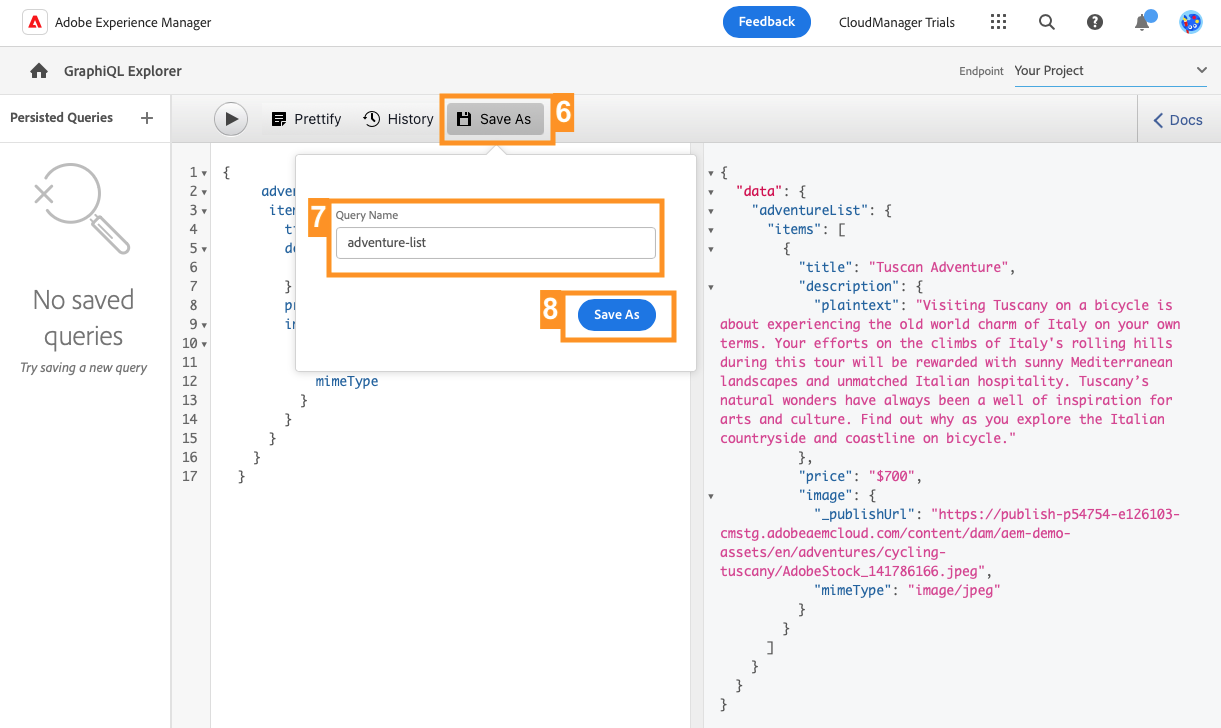 Adobe Experience Manager
Feedback
CloudManager Trials
GraphiQL Explorer
Endpoint Your Project
Persisted Queries +
Prettify
History
Save As
6
Docs
No saved
queries
Try saving a new query
1 {
2 adven
3 item
4 ti
5 de
6
7 }
8 pr
9 im
10
11
12 mimeType
13 }
14 }
15 }
16 }
17 }
7
Query Name
adventure-list
8
Save As
{
"data": {
"adventureList": {
"items": [
{
"title": "Tuscan Adventure",
"description": {
"plaintext": "Visiting Tuscany on a bicycle is
about experiencing the old world charm of Italy on your own
terms. Your efforts on the climbs of Italy's rolling hills
during this tour will be rewarded with sunny Mediterranean
landscapes and unmatched Italian hospitality. Tuscany’s
natural wonders have always been a well of inspiration for
arts and culture. Find out why as you explore the Italian
countryside and coastline on bicycle."
},
"price": "$700",
"image": {
"_publishUrl": "https://publish-p54754-e126103-
cmstg.adobeaemcloud.com/content/dam/aem-demo-
assets/en/adventures/cycling-
tuscany/AdobeStock_141786166.jpeg",
"mimeType": "image/jpeg"
}
}
]
}
}
}